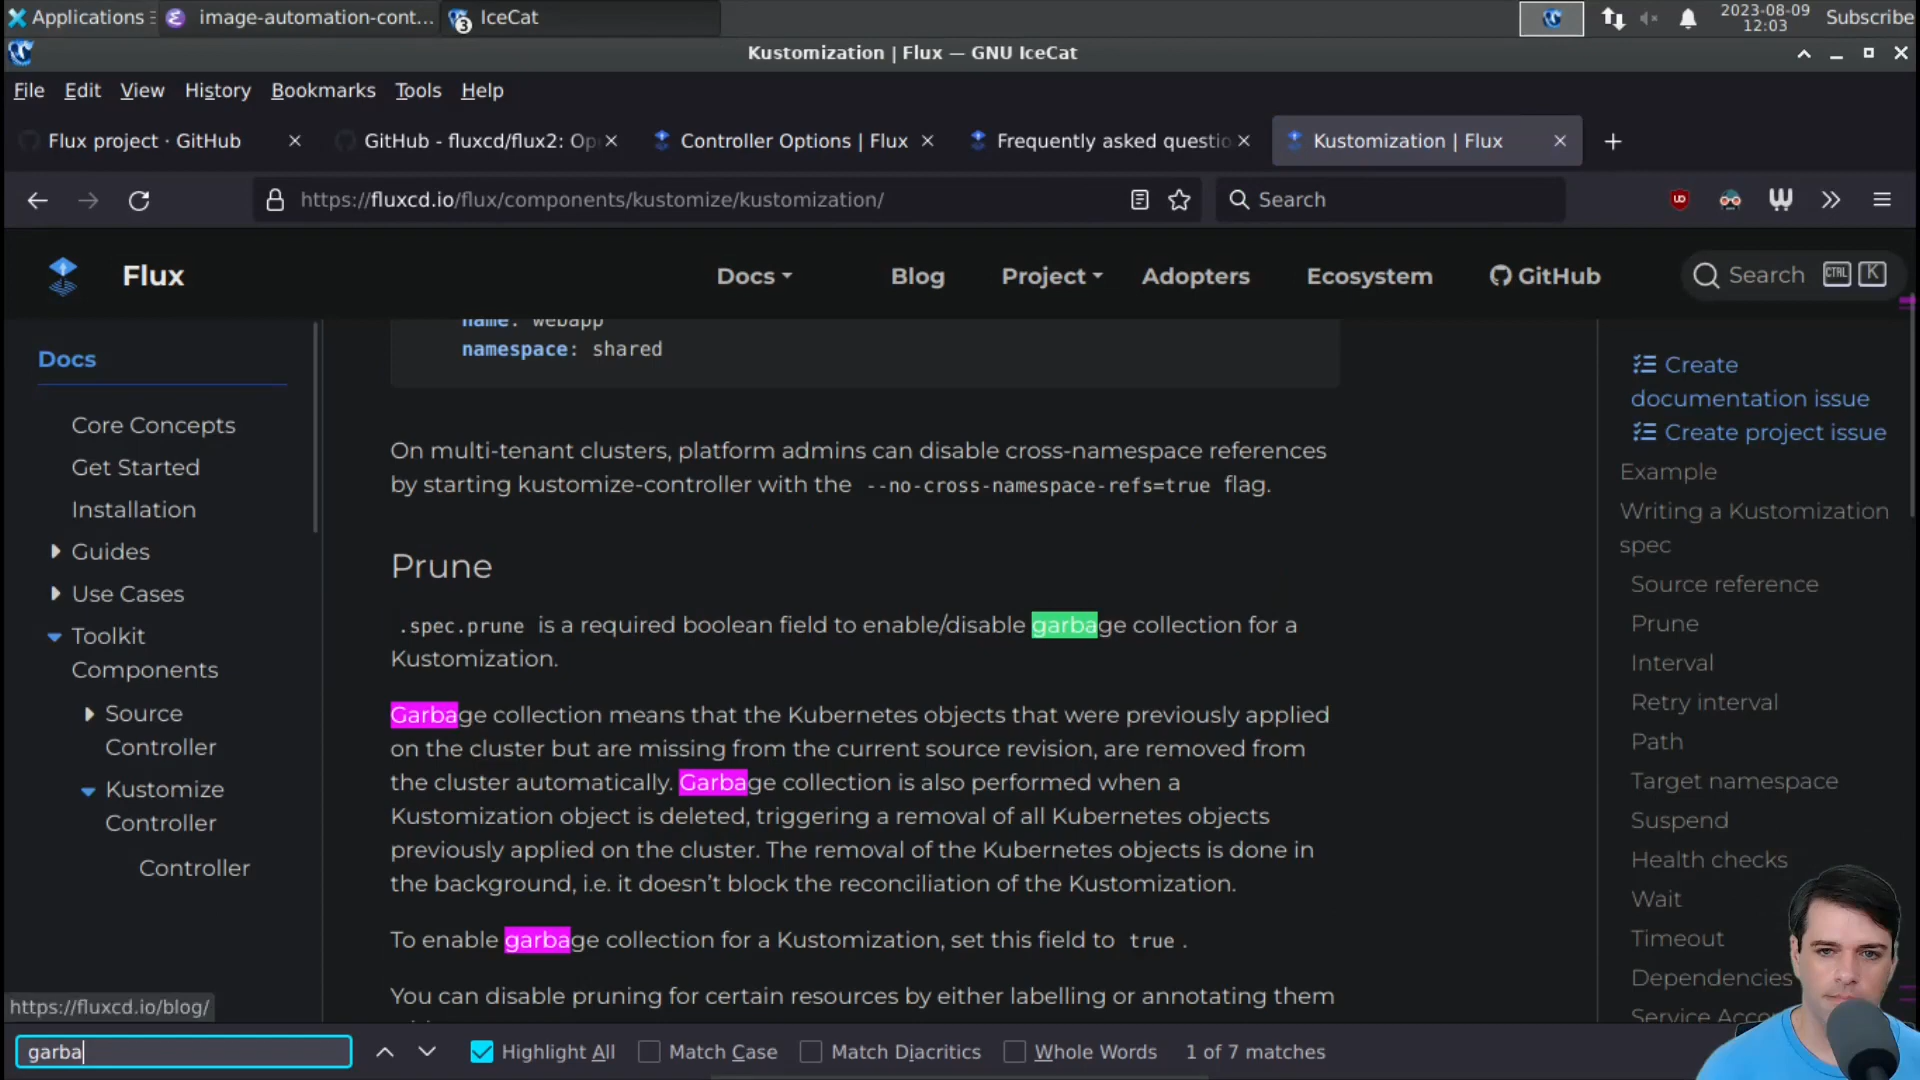 Applications
image-automation-cont...
3
IceCat
2023-08-09
12:03
Subscribe
Kustomization | Flux — GNU IceCat
File Edit View History Bookmarks Tools Help
Flux project · GitHub
GitHub - fluxcd/flux2: Op
Controller Options | Flux
Frequently asked questio
Kustomization | Flux
https://fluxcd.io/flux/components/kustomize/kustomization/
Search
Flux
Docs
Blog
Project
Adopters
Ecosystem
GitHub
Search CTRL K
Docs
Core Concepts
Get Started
Installation
Guides
Use Cases
Toolkit
Components
Source
Controller
Kustomize
Controller
Controller
name: webapp
namespace: shared
On multi-tenant clusters, platform admins can disable cross-namespace references
by starting kustomize-controller with the --no-cross-namespace-refs=true flag.
Prune
.spec.prune is a required boolean field to enable/disable garbage collection for a
Kustomization.
Garbage collection means that the Kubernetes objects that were previously applied
on the cluster but are missing from the current source revision, are removed from
the cluster automatically. Garbage collection is also performed when a
Kustomization object is deleted, triggering a removal of all Kubernetes objects
previously applied on the cluster. The removal of the Kubernetes objects is done in
the background, i.e. it doesn’t block the reconciliation of the Kustomization.
To enable garbage collection for a Kustomization, set this field to true .
You can disable pruning for certain resources by either labelling or annotating them
Create
documentation issue
Create project issue
Example
Writing a Kustomization
spec
Source reference
Prune
Interval
Retry interval
Path
Target namespace
Suspend
Health checks
Wait
Timeout
Dependencies
Service
https://fluxcd.io/blog/
garba
Highlight All
Match Case
Match Diacritics
Whole Words
1 of 7 matches